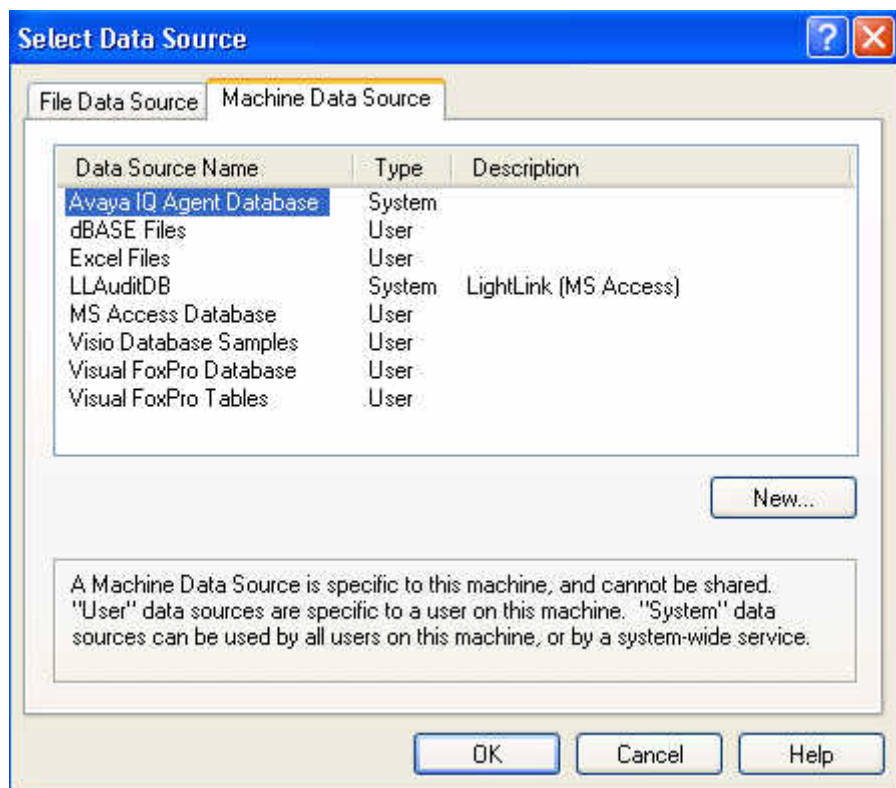 Select Data Source
File Data Source Machine Data Source
Data Source Name Type Description
Avaya IQ Agent Database System
dBASE Files User
Excel Files User
LLAuditDB System LightLink (MS Access)
MS Access Database User
Visio Database Samples User
Visual FoxPro Database User
Visual FoxPro Tables User
New...
A Machine Data Source is specific to this machine, and cannot be shared.
"User" data sources are specific to a user on this machine. "System" data
sources can be used by all users on this machine, or by a system-wide service.
OK Cancel Help